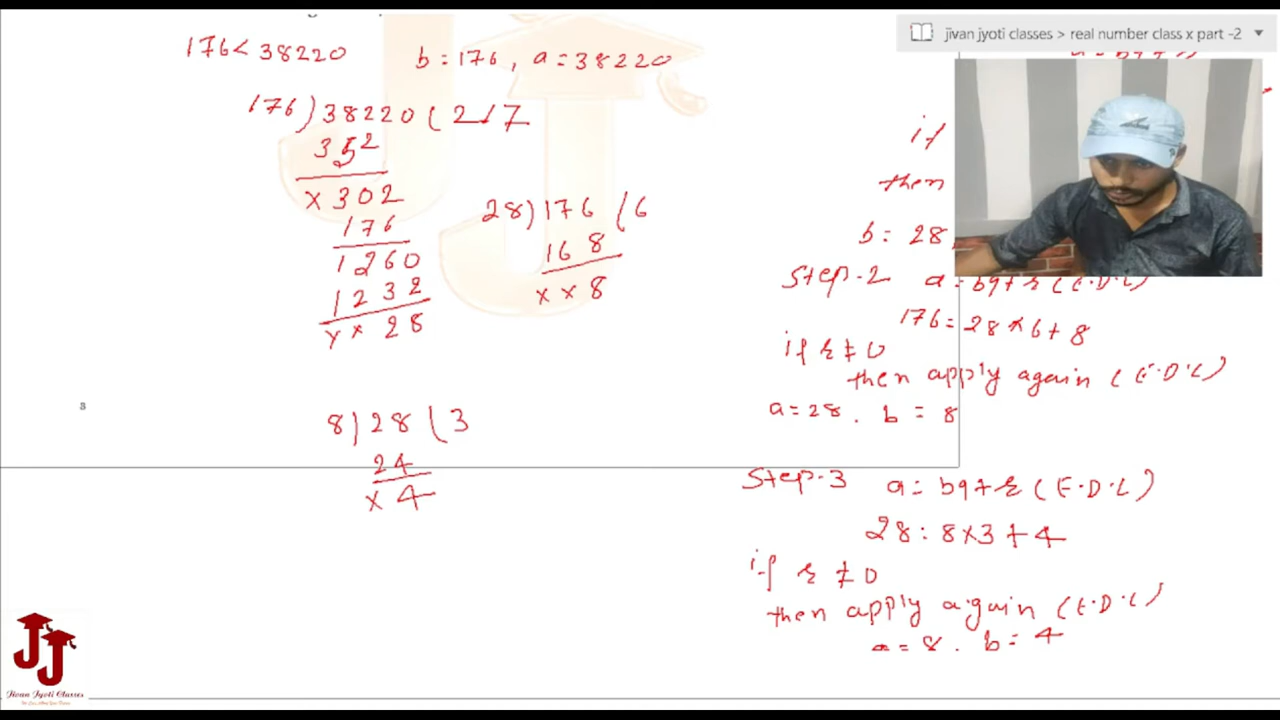 jivan jyoti classes > real number class x part -2
176 < 38220 b = 176, a = 38220
176 ) 38220 ( 217
352
x 302
176
1260
1232
x x 28
28 ) 176 ( 6
168
x x 8
8 ) 28 ( 3
24
x 4
if
then
b = 28
Step-2 a = bq + r (E.D.L)
176 = 28 x 6 + 8
if r ≠ 0
then apply again (E.D.L)
a = 28 . b = 8
Step-3 a = bq + r (E.D.L)
28 = 8 x 3 + 4
if r ≠ 0
then apply again (E.D.L)
a = 8 . b = 4
JJ
Jivan Jyoti Classes